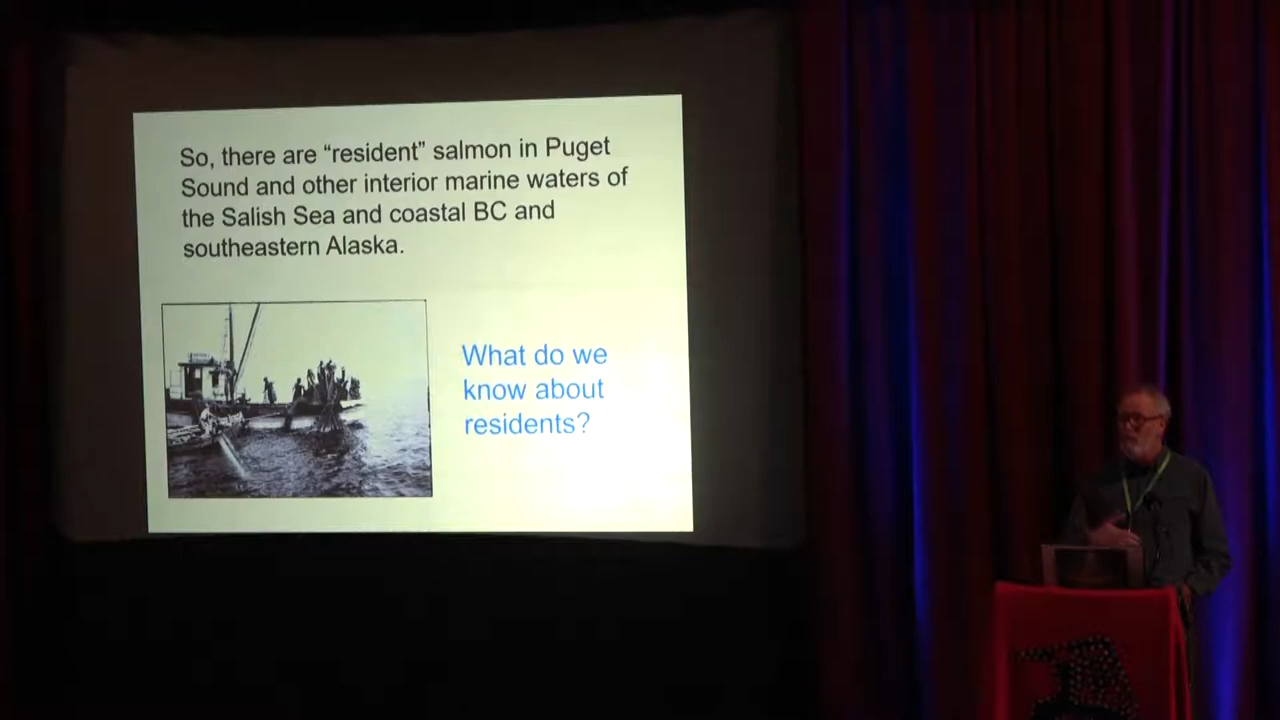 So, there are “resident” salmon in Puget
Sound and other interior marine waters of
the Salish Sea and coastal BC and
southeastern Alaska.
What do we
know about
residents?